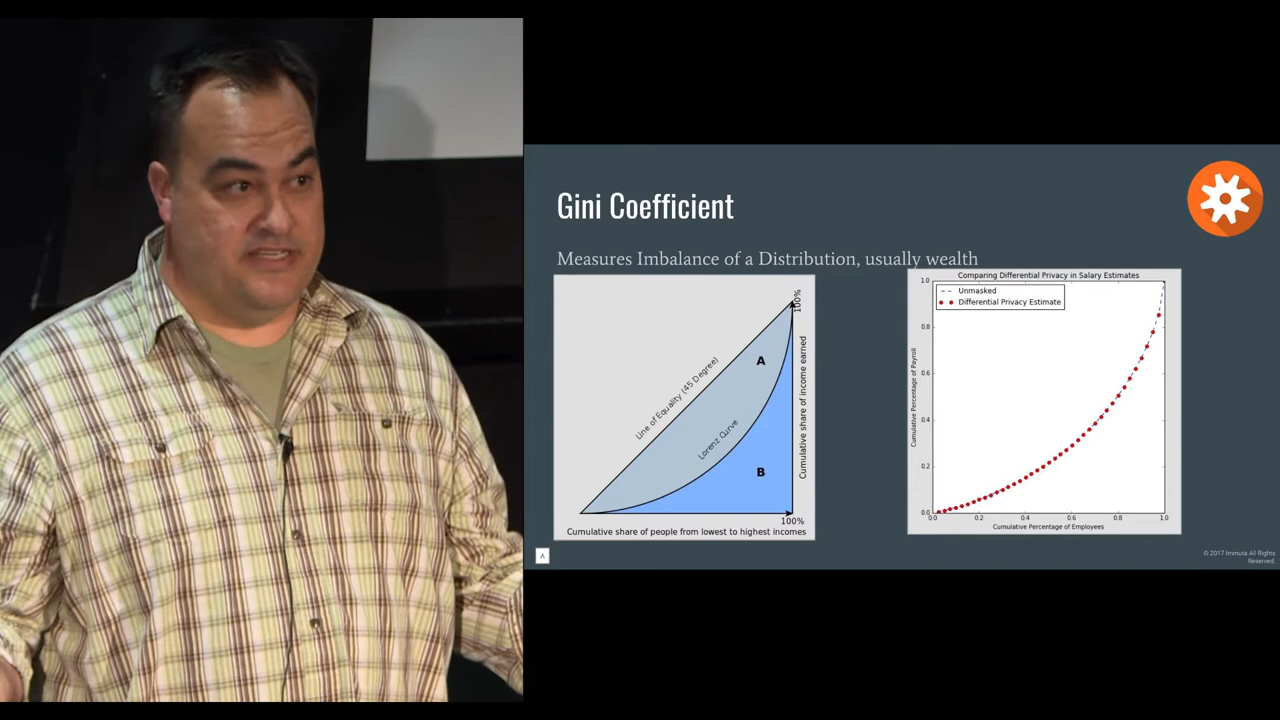 Gini Coefficient
Measures Imbalance of a Distribution, usually wealth
100%
A
Line of Equality (45 Degree)
Cumulative share of income earned
Lorenz Curve
B
100%
Cumulative share of people from lowest to highest incomes
Comparing Differential Privacy in Salary Estimates
Unmasked
Differential Privacy Estimate
1.0
0.8
0.6
0.4
0.2
0.0
Cumulative Percentage of Payroll
0.0 0.2 0.4 0.6 0.8 1.0
Cumulative Percentage of Employees
A
© 2017 Immuta All Rights
Reserved.